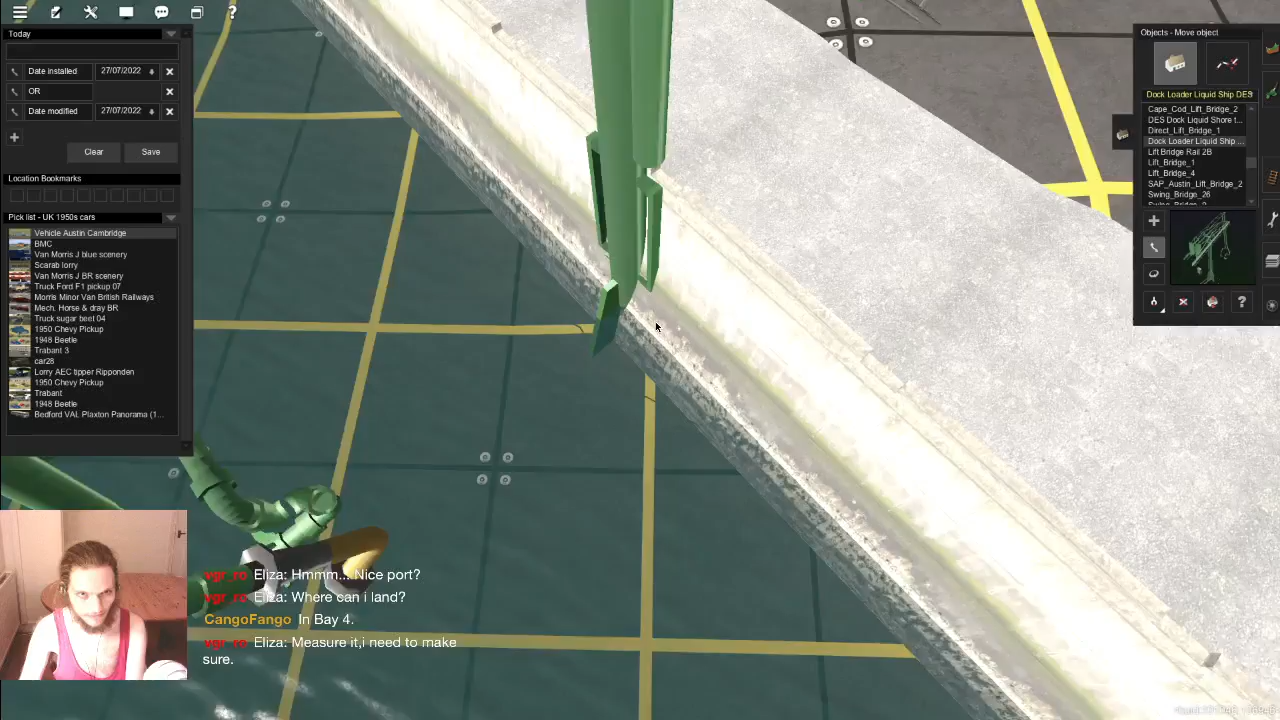 ?
Today
Date installed 27/07/2022
OR
Date modified 27/07/2022
Clear Save
Location Bookmarks
Pick list - UK 1950s cars
Vehicle Austin Cambridge
BMC
Van Morris J blue scenery
Scarab lorry
Van Morris J BR scenery
Truck Ford F1 pickup 07
Morris Minor Van British Railways
Mech. Horse & dray BR
Truck sugar beet 04
1950 Chevy Pickup
1948 Beetle
Trabant 3
car28
Lorry AEC tipper Ripponden
1950 Chevy Pickup
Trabant
1948 Beetle
Bedford VAL Plaxton Panorama (1...
Objects - Move object
Dock Loader Liquid Ship DES
Cape_Cod_Lift_Bridge_2
DES Dock Liquid Shore t...
Direct_Lift_Bridge_1
Dock Loader Liquid Ship ...
Lift Bridge Rail 2B
Lift_Bridge_1
Lift_Bridge_4
SAP_Austin_Lift_Bridge_2
Swing_Bridge_26
?
vgr_ro Eliza: Hmmm... Nice port?
vgr_ro Eliza: Where can i land?
CangoFango In Bay 4.
vgr_ro Eliza: Measure it,i need to make
sure.